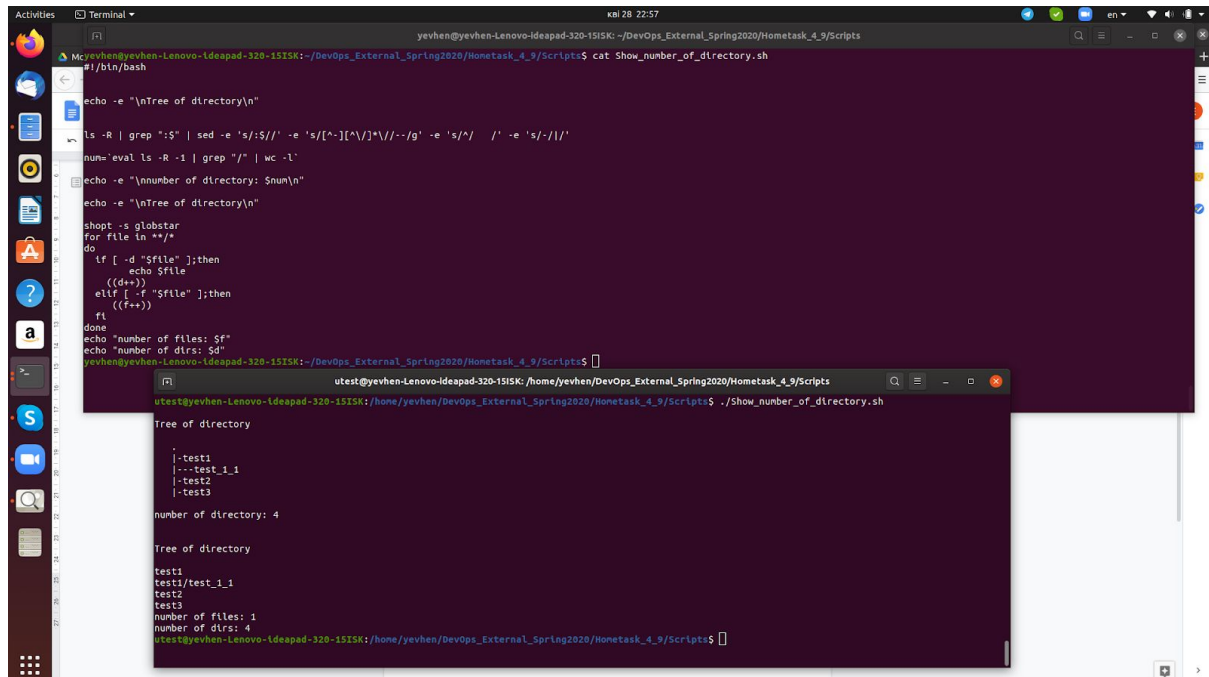 Activities Terminal ▾ кві 28 22:57 en ▾
yevhen@yevhen-Lenovo-ideapad-320-15ISK: ~/DevOps_External_Spring2020/Hometask_4_9/Scripts
yevhen@yevhen-Lenovo-ideapad-320-15ISK:~/DevOps_External_Spring2020/Hometask_4_9/Scripts$ cat Show_number_of_directory.sh
#!/bin/bash
echo -e "\nTree of directory\n"
ls -R | grep ":$" | sed -e 's/:$//' -e 's/[^-][^\/]*\//--/g' -e 's/^/   /' -e 's/-/|/'
num=`eval ls -R -1 | grep "/" | wc -l`
echo -e "\nnumber of directory: $num\n"
echo -e "\nTree of directory\n"
shopt -s globstar
for file in **/*
do
  if [ -d "$file" ];then
        echo $file
    ((d++))
  elif [ -f "$file" ];then
     ((f++))
  fi
done
echo "number of files: $f"
echo "number of dirs: $d"
yevhen@yevhen-Lenovo-ideapad-320-15ISK:~/DevOps_External_Spring2020/Hometask_4_9/Scripts$
utest@yevhen-Lenovo-ideapad-320-15ISK: /home/yevhen/DevOps_External_Spring2020/Hometask_4_9/Scripts
utest@yevhen-Lenovo-ideapad-320-15ISK:/home/yevhen/DevOps_External_Spring2020/Hometask_4_9/Scripts$ ./Show_number_of_directory.sh
Tree of directory
   .
   |-test1
   |---test_1_1
   |-test2
   |-test3
number of directory: 4
Tree of directory
test1
test1/test_1_1
test2
test3
number of files: 1
number of dirs: 4
utest@yevhen-Lenovo-ideapad-320-15ISK:/home/yevhen/DevOps_External_Spring2020/Hometask_4_9/Scripts$